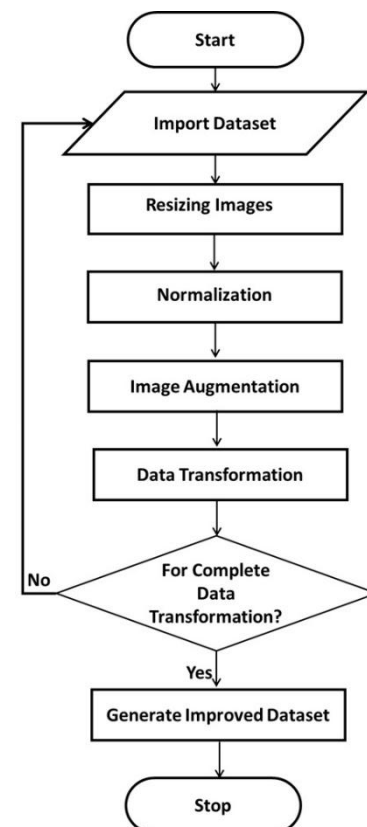 Start
Import Dataset
Resizing Images
Normalization
Image Augmentation
Data Transformation
For Complete
Data
Transformation?
No
Yes
Generate Improved Dataset
Stop